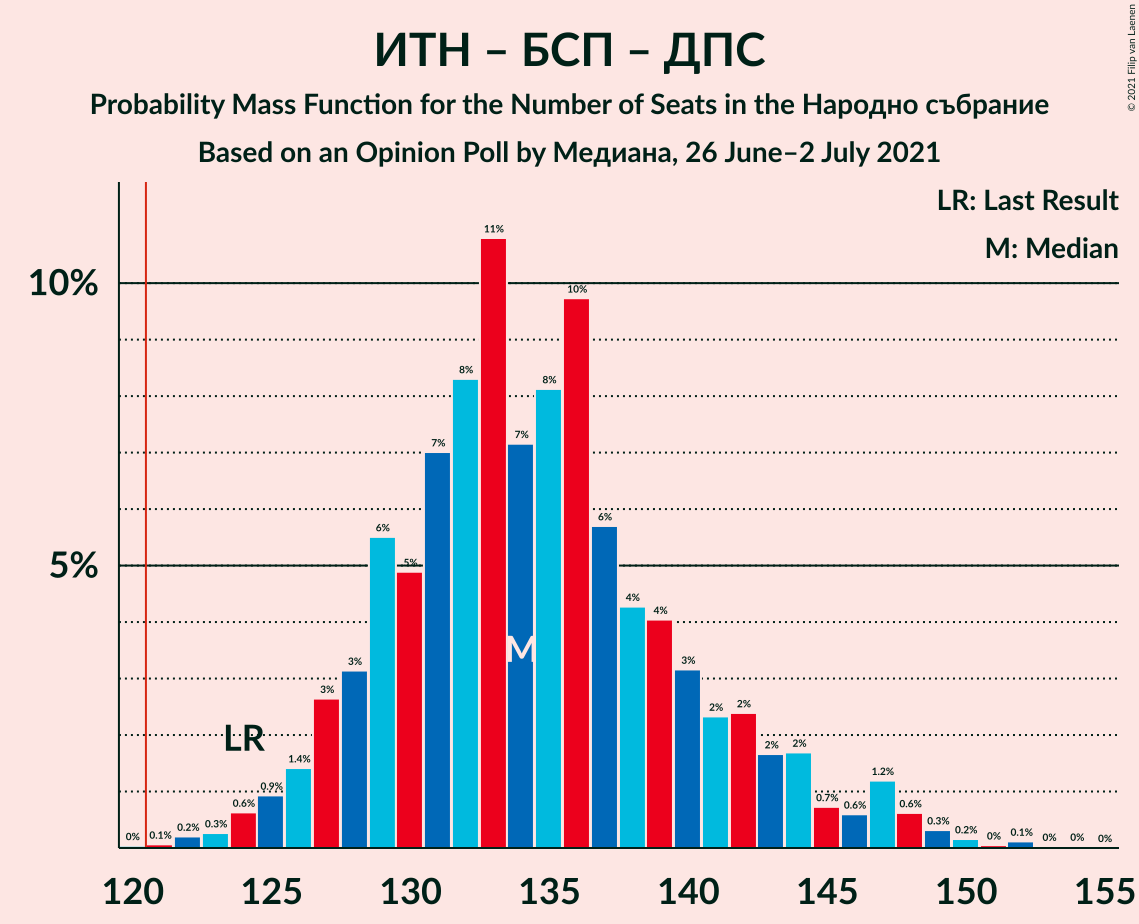 ИТН – БСП – ДПС
Probability Mass Function for the Number of Seats in the Народно събрание
Based on an Opinion Poll by Медиана, 26 June–2 July 2021
© 2021 Filip van Laenen
LR: Last Result
M: Median
10%
5%
0% 0.1% 0.2% 0.3% 0.6% 0.9% 1.4% 3% 3% 6% 5% 7% 8% 11% 7% 8% 10% 6% 4% 4% 3% 2% 2% 2% 2% 0.7% 0.6% 1.2% 0.6% 0.3% 0.2% 0% 0.1% 0% 0% 0%
LR
M
120 125 130 135 140 145 150 155